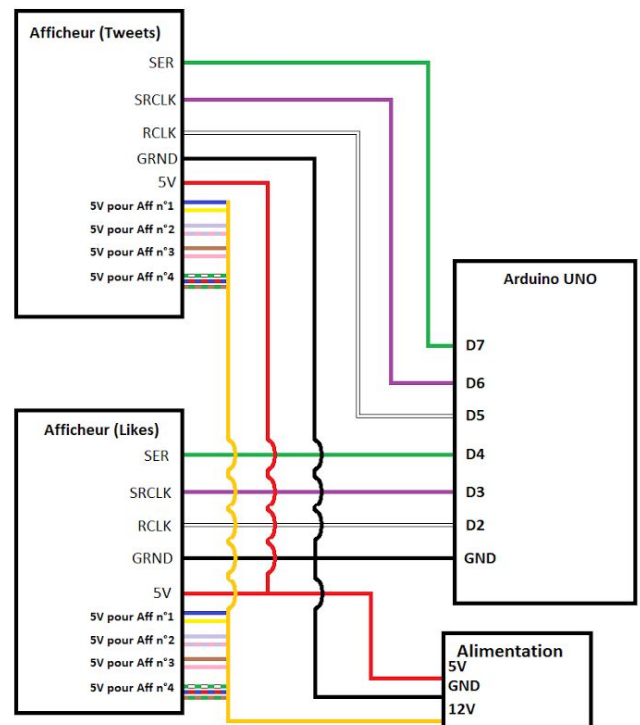 Afficheur (Tweets)
SER
SRCLK
RCLK
GRND
5V
5V pour Aff n°1
5V pour Aff n°2
5V pour Aff n°3
5V pour Aff n°4
Arduino UNO
D7
D6
D5
D4
D3
D2
GND
Afficheur (Likes)
SER
SRCLK
RCLK
GRND
5V
5V pour Aff n°1
5V pour Aff n°2
5V pour Aff n°3
5V pour Aff n°4
Alimentation
5V
GND
12V